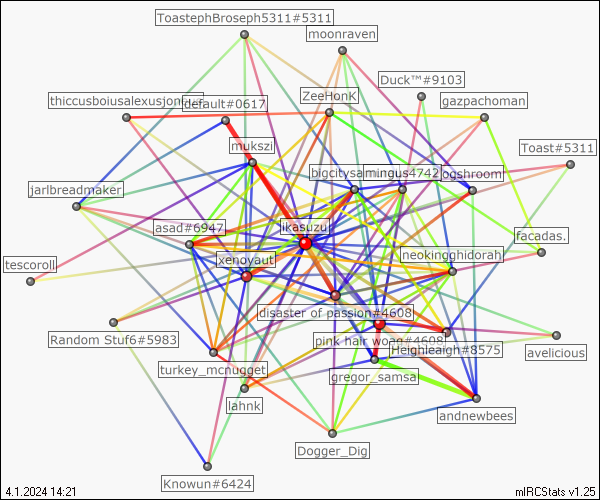 ToastephBroseph5311#5311
moonraven
Duck™#9103
ZeeHonK
gazpachoman
default#0617
mukszi
Toast#5311
mingus4742
ogshroom
jarlbreadmaker
asad#6947
ikasuzu
facadas.
neokingghidorah
tescoroll
xenoyaut
disaster of passion#4608
Random Stuf6#5983
pink hair woag#4608
Heighleaigh#8575
avelicious
turkey_mcnugget
gregor_samsa
lahnk
andnewbees
Dogger_Dig
Knowun#6424
4.1.2024 14:21
mIRCStats v1.25